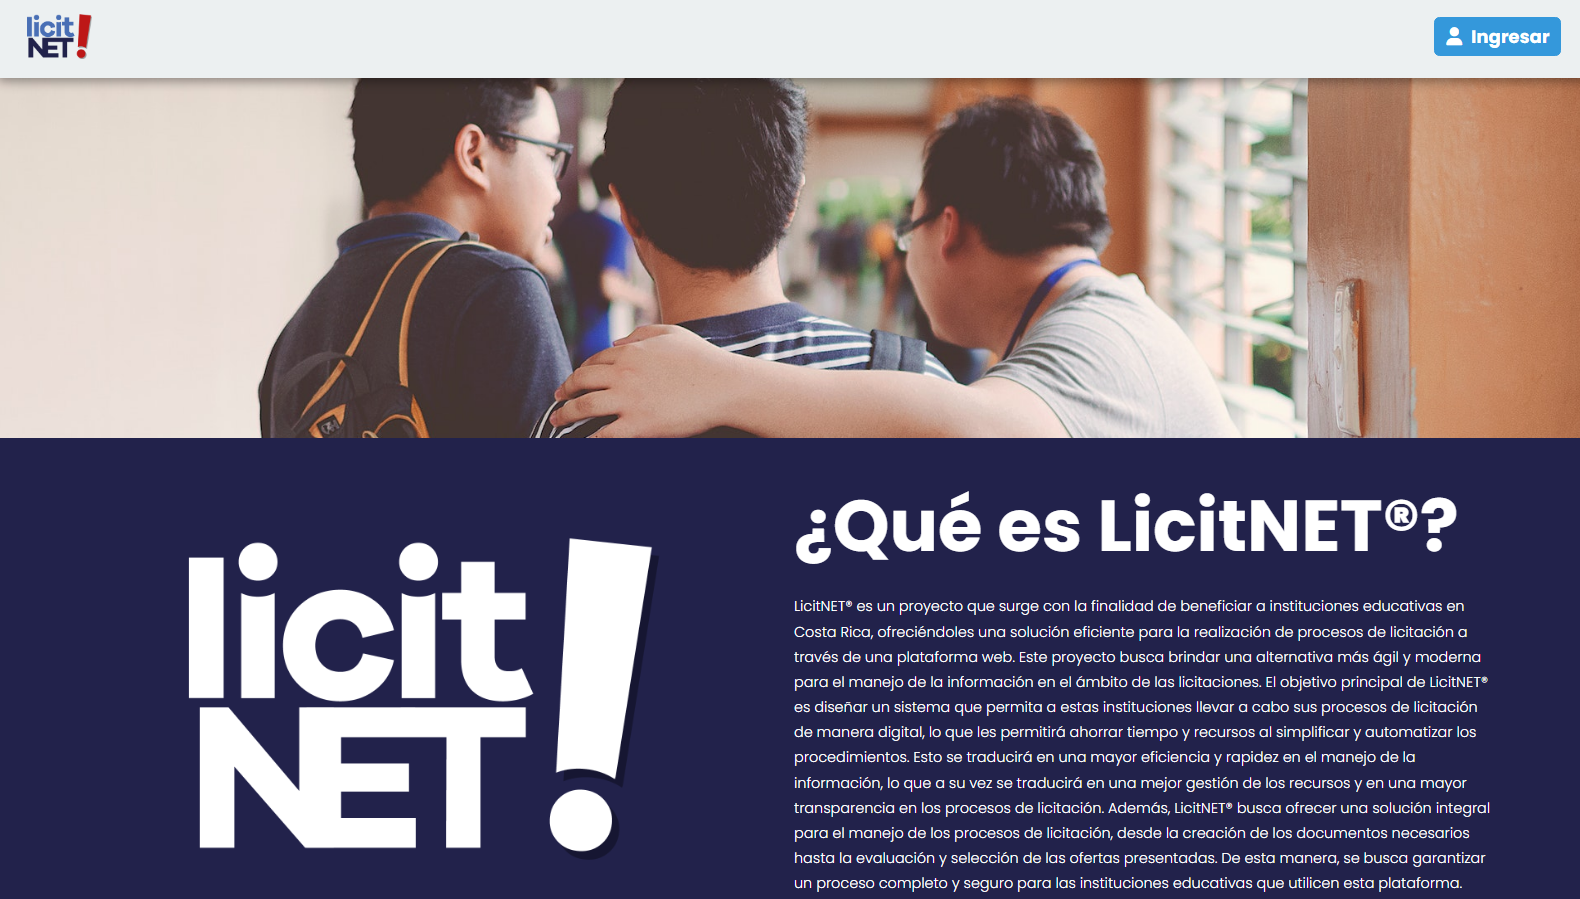 licit
NET!
Ingresar
¿Qué es LicitNET®?
licit
NET!
LicitNET® es un proyecto que surge con la finalidad de beneficiar a instituciones educativas en
Costa Rica, ofreciéndoles una solución eficiente para la realización de procesos de licitación a
través de una plataforma web. Este proyecto busca brindar una alternativa más ágil y moderna
para el manejo de la información en el ámbito de las licitaciones. El objetivo principal de LicitNET®
es diseñar un sistema que permita a estas instituciones llevar a cabo sus procesos de licitación
de manera digital, lo que les permitirá ahorrar tiempo y recursos al simplificar y automatizar los
procedimientos. Esto se traducirá en una mayor eficiencia y rapidez en el manejo de la
información, lo que a su vez se traducirá en una mejor gestión de los recursos y en una mayor
transparencia en los procesos de licitación. Además, LicitNET® busca ofrecer una solución integral
para el manejo de los procesos de licitación, desde la creación de los documentos necesarios
hasta la evaluación y selección de las ofertas presentadas. De esta manera, se busca garantizar
un proceso completo y seguro para las instituciones educativas que utilicen esta plataforma.